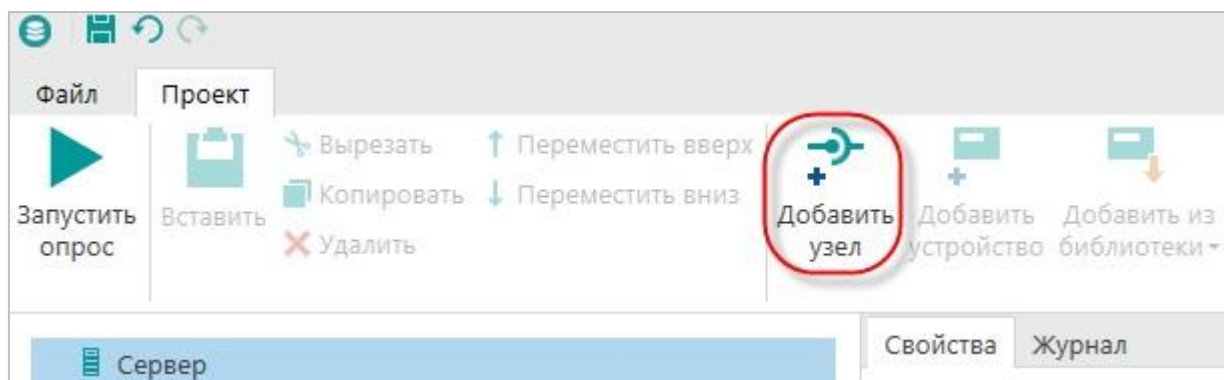 Файл Проект
Вырезать Переместить вверх
Копировать Переместить вниз
Запустить опрос Вставить
Удалить
Добавить узел
Добавить устройство
Добавить из библиотеки
Свойства Журнал
Сервер